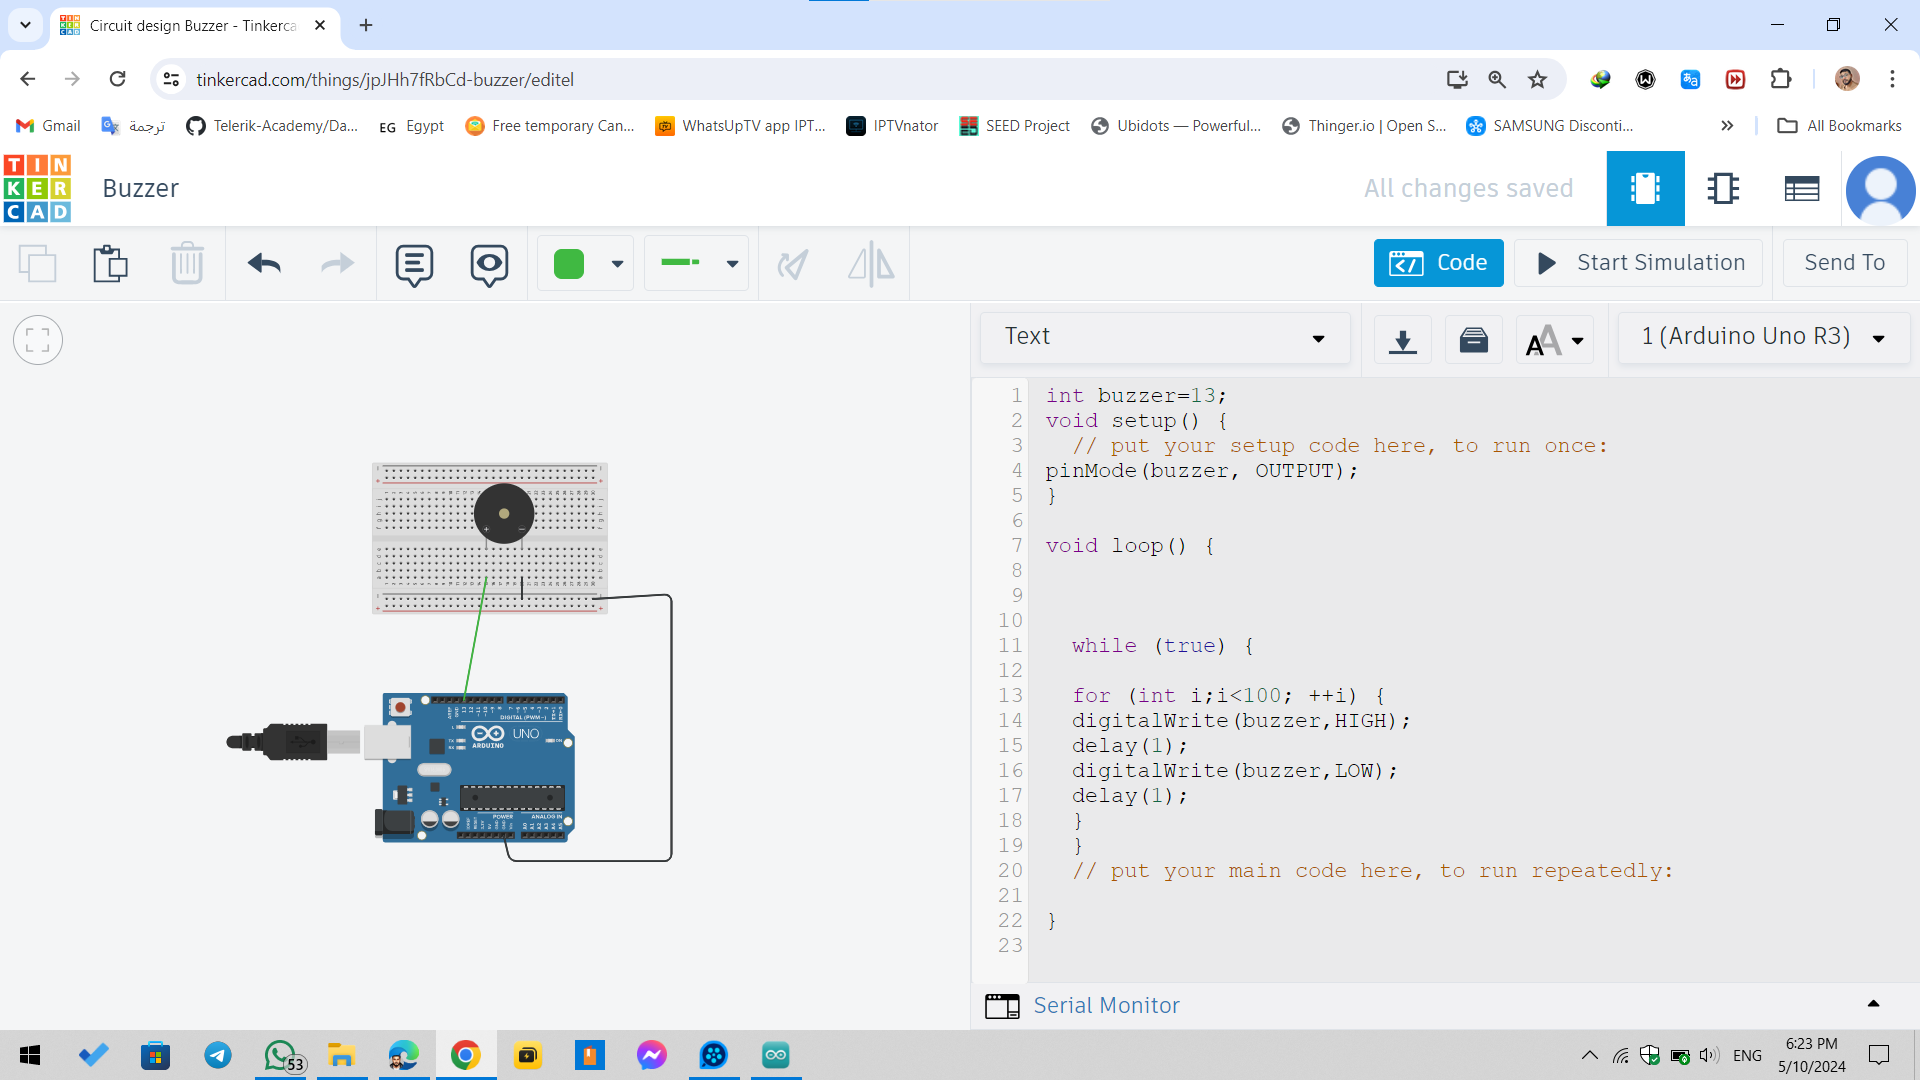 Circuit design Buzzer - Tinkerca
tinkercad.com/things/jpJHh7fRbCd-buzzer/editel
Gmail
ترجمة
Telerik-Academy/Da...
EG Egypt
Free temporary Can...
WhatsUpTV app IPT...
IPTVnator
SEED Project
Ubidots — Powerful...
Thinger.io | Open S...
SAMSUNG Disconti...
All Bookmarks
TIN
KER
CAD
Buzzer
All changes saved
Code
Start Simulation
Send To
Text
1 (Arduino Uno R3)
1 int buzzer=13;
2 void setup() {
3 // put your setup code here, to run once:
4 pinMode(buzzer, OUTPUT);
5 }
6
7 void loop() {
8
9
10
11 while (true) {
12
13 for (int i;i<100; ++i) {
14 digitalWrite(buzzer,HIGH);
15 delay(1);
16 digitalWrite(buzzer,LOW);
17 delay(1);
18 }
19 }
20 // put your main code here, to run repeatedly:
21
22 }
23
DIGITAL (PWM~)
UNO
ARDUINO
POWER
ANALOG IN
Serial Monitor
53
ENG
6:23 PM
5/10/2024